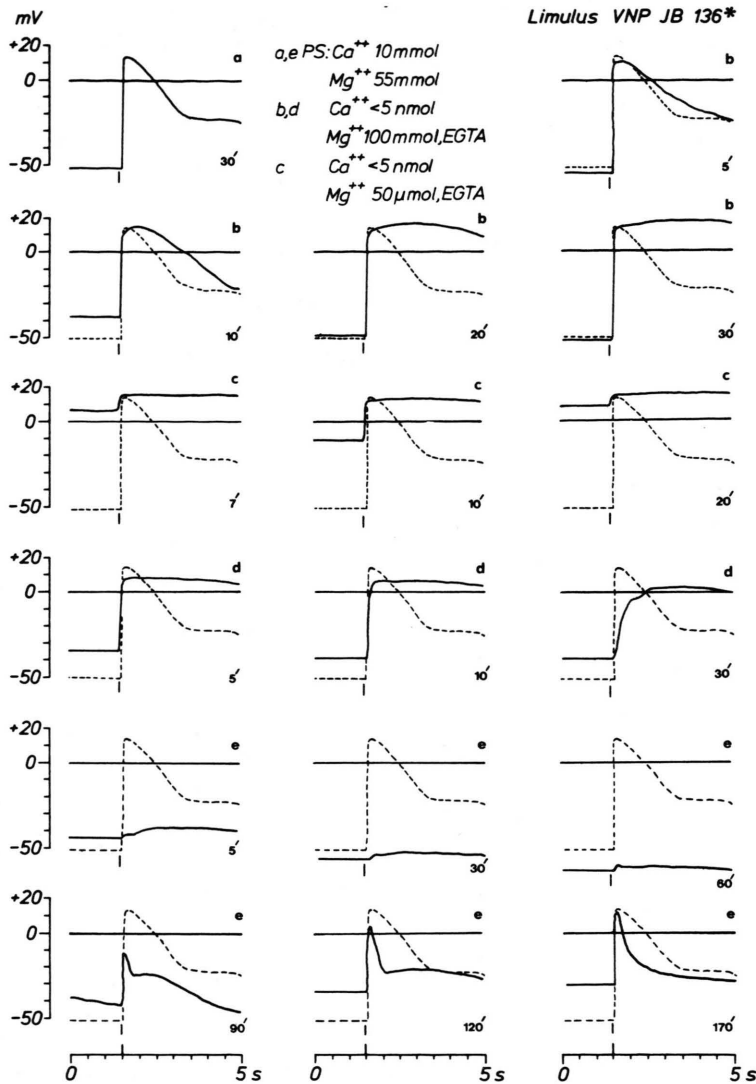 mV
Limulus VNP JB 136*
+20
0
-50
a
30′
a,e PS: Ca⁺⁺ 10 mmol
Mg⁺⁺ 55 mmol
b,d Ca⁺⁺ <5 nmol
Mg⁺⁺ 100 mmol, EGTA
c Ca⁺⁺ <5 nmol
Mg⁺⁺ 50 µmol, EGTA
b
5′
+20
0
-50
b
10′
b
20′
b
30′
+20
0
-50
c
7′
c
10′
c
20′
+20
0
-50
d
5′
d
10′
d
30′
+20
0
-50
e
5′
e
30′
e
60′
+20
0
-50
e
90′
e
120′
e
170′
0 5 s
0 5 s
0 5 s